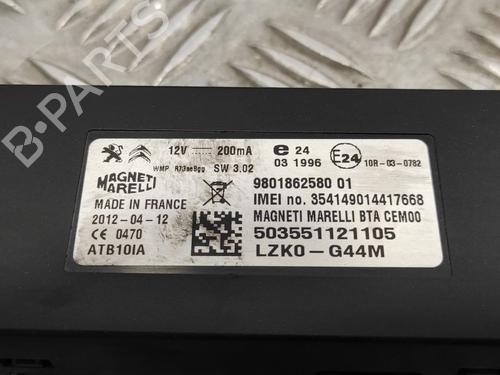 12V 200mA
WMP R73aeBgg SW 3.02
e 24
03 1996
E24
10R-03-0782
MAGNETI
MARELLI
MADE IN FRANCE
2012-04-12
CE 0470
ATB10IA
9801862580 01
IMEI no. 354149014417668
MAGNETI MARELLI BTA CEM00
503551121105
LZK0-G44M
B-PARTS